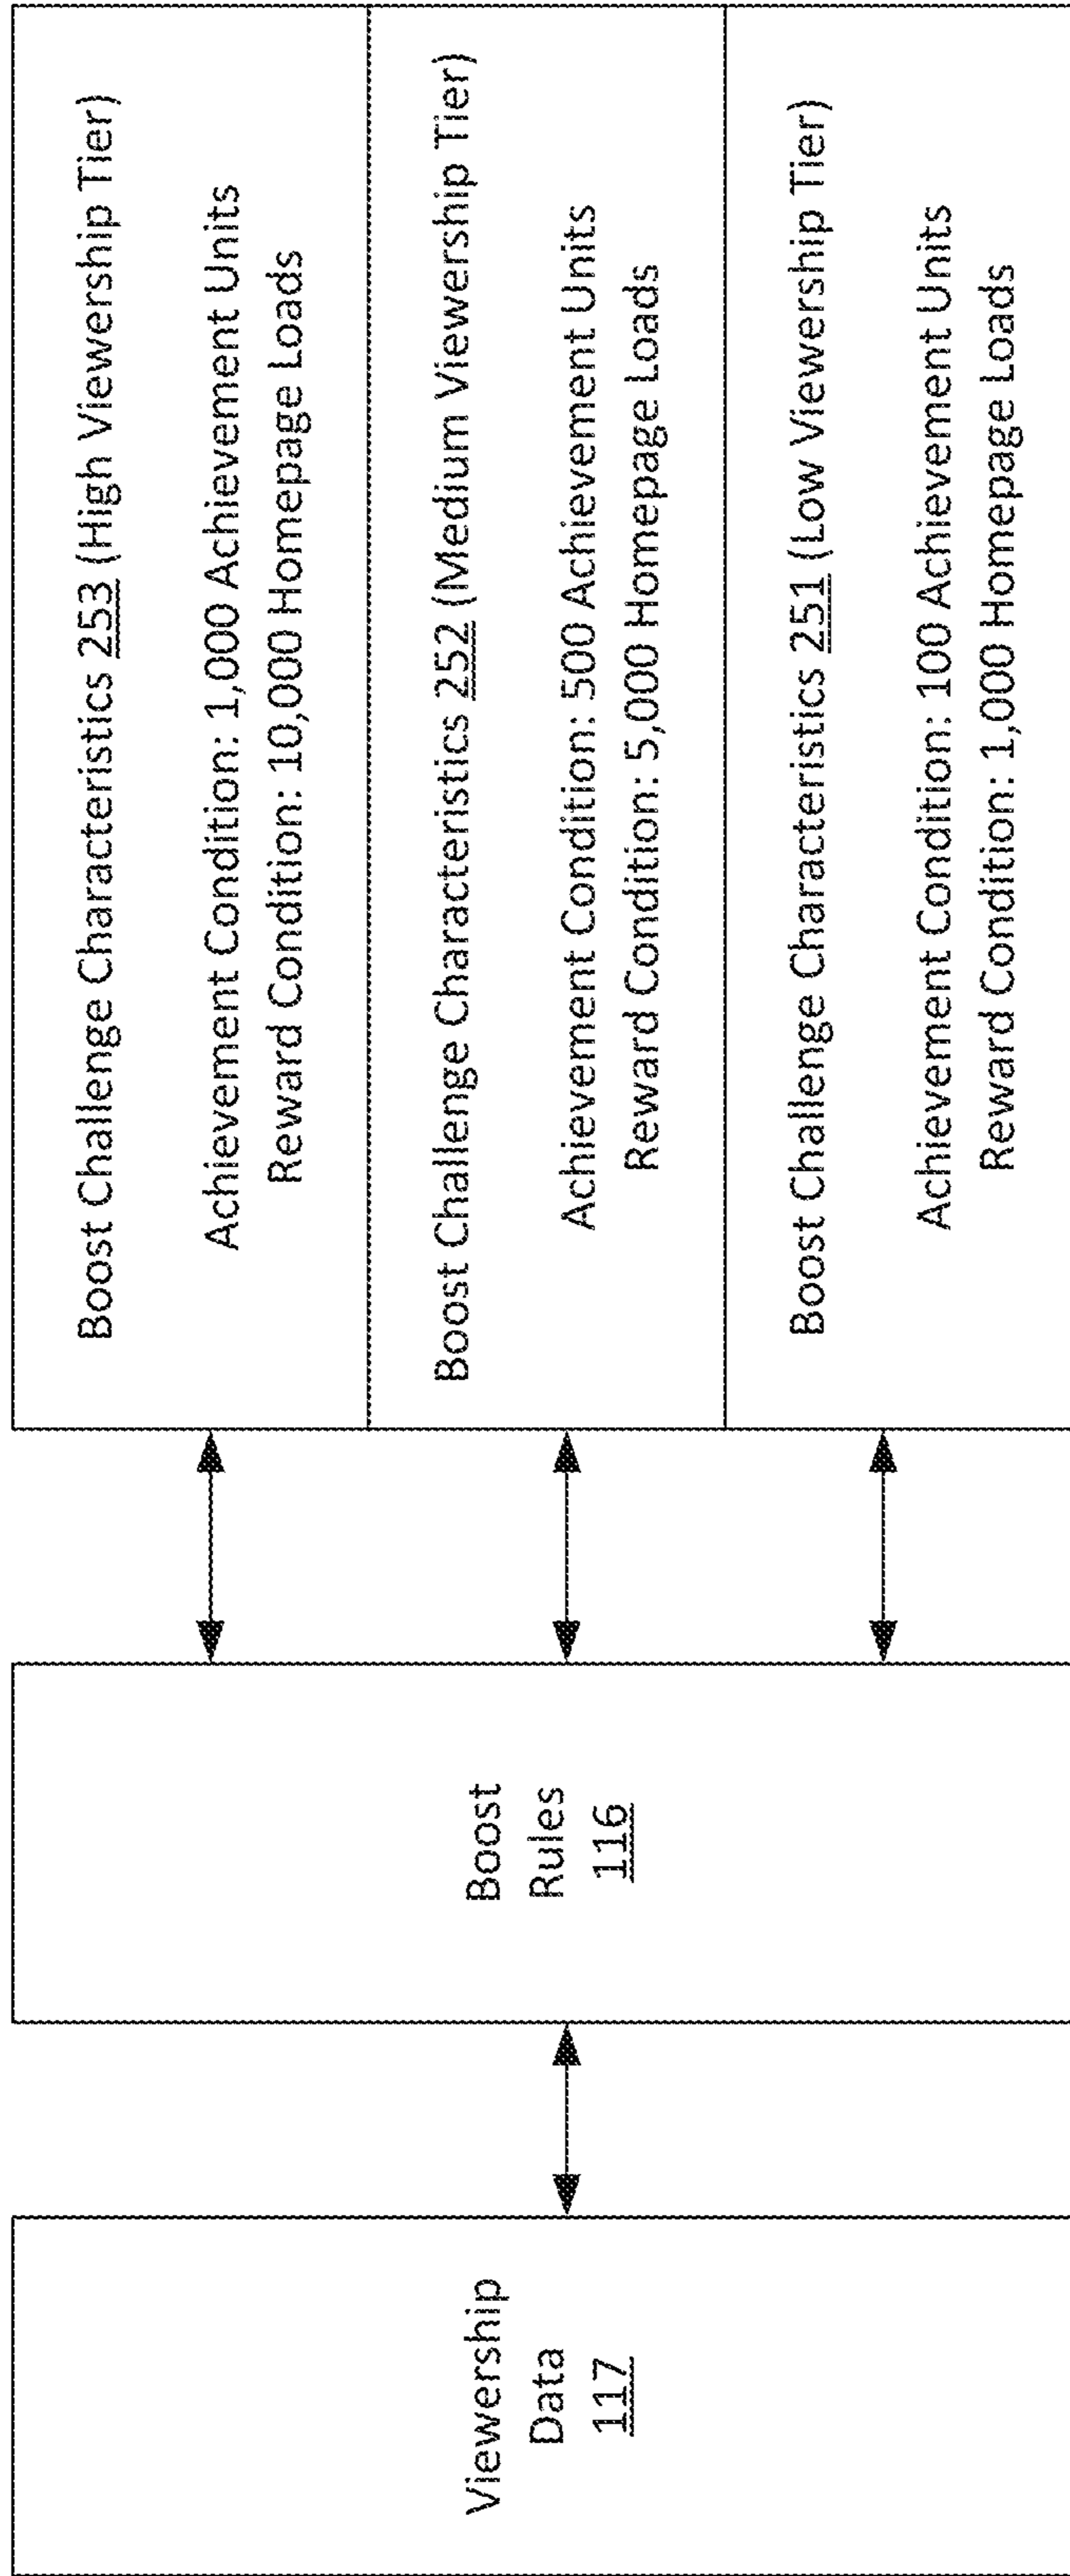 Viewership
Data
117
Boost
Rules
116
Boost Challenge Characteristics 253 (High Viewership Tier)
Achievement Condition: 1,000 Achievement Units
Reward Condition: 10,000 Homepage Loads
Boost Challenge Characteristics 252 (Medium Viewership Tier)
Achievement Condition: 500 Achievement Units
Reward Condition: 5,000 Homepage Loads
Boost Challenge Characteristics 251 (Low Viewership Tier)
Achievement Condition: 100 Achievement Units
Reward Condition: 1,000 Homepage Loads